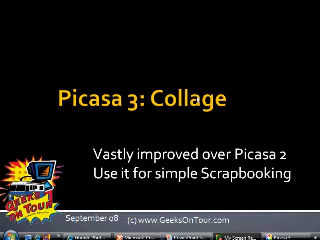 Picasa 3: Collage
Vastly improved over Picasa 2
Use it for simple Scrapbooking
GEEKS
ON TOUR
September 08
(c) www.GeeksOnTour.com